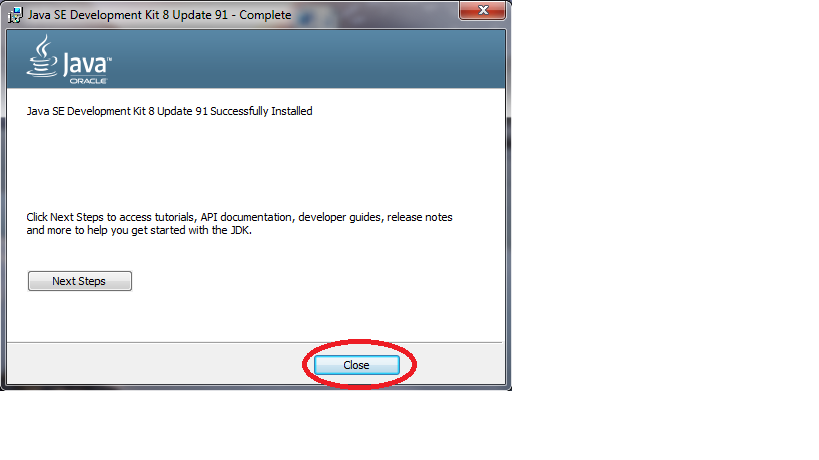 Java SE Development Kit 8 Update 91 - Complete
Java™
ORACLE
Java SE Development Kit 8 Update 91 Successfully Installed
Click Next Steps to access tutorials, API documentation, developer guides, release notes
and more to help you get started with the JDK.
Next Steps
Close